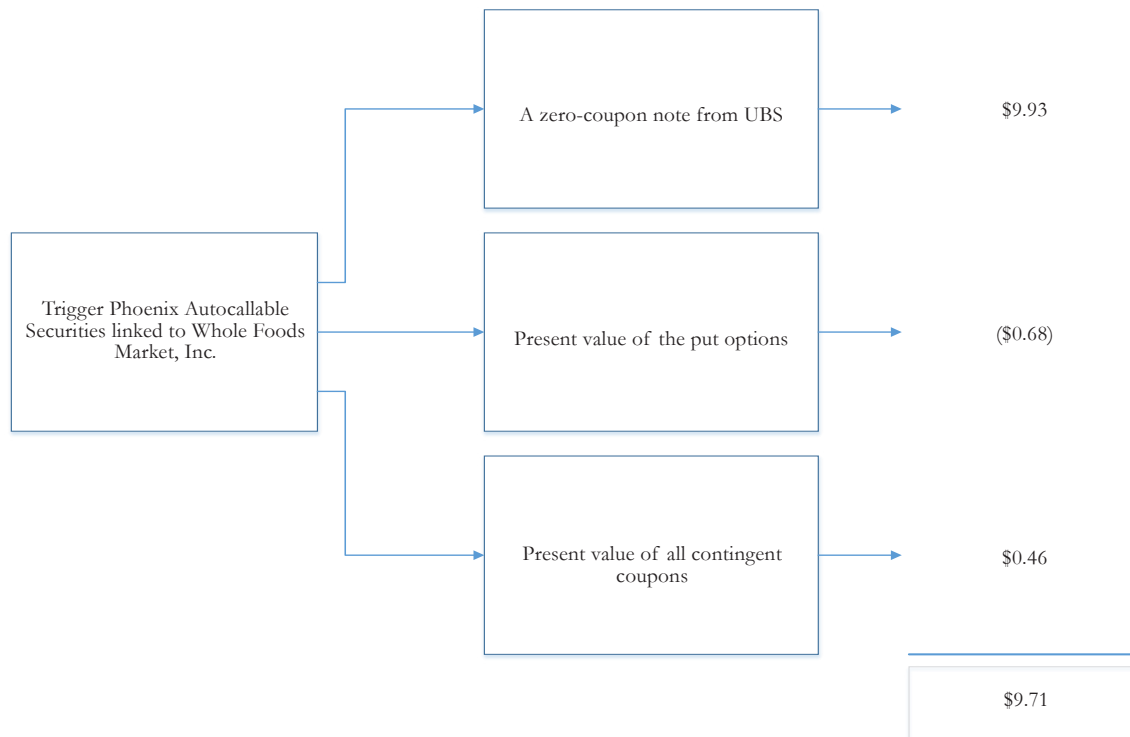 A zero-coupon note from UBS
$9.93
Trigger Phoenix Autocallable
Securities linked to Whole Foods
Market, Inc.
Present value of the put options
($0.68)
Present value of all contingent
coupons
$0.46
$9.71